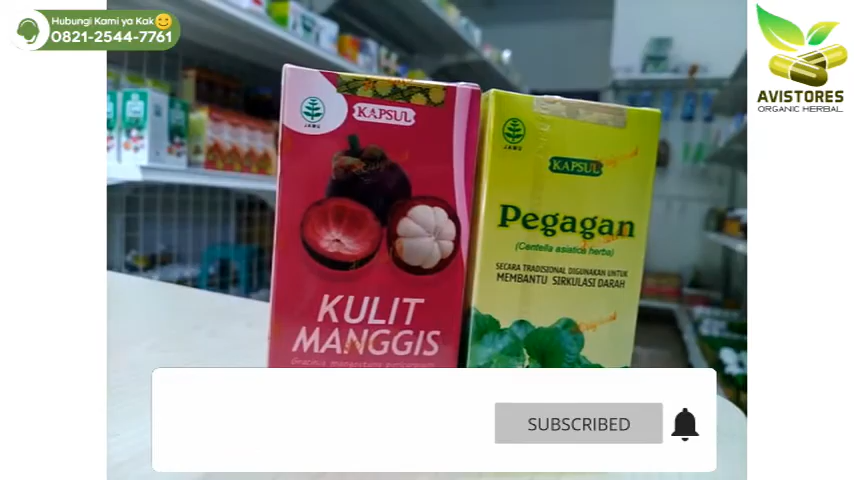 Hubungi Kami ya Kak😊
0821-2544-7761
AVISTORES
ORGANIC HERBAL
JAMU
KAPSUL
KULIT
MANGGIS
JAMU
KAPSUL
Pegagan
(Centella asiatica herba)
SECARA TRADISIONAL DIGUNAKAN UNTUK
MEMBANTU SIRKULASI DARAH
SUBSCRIBED